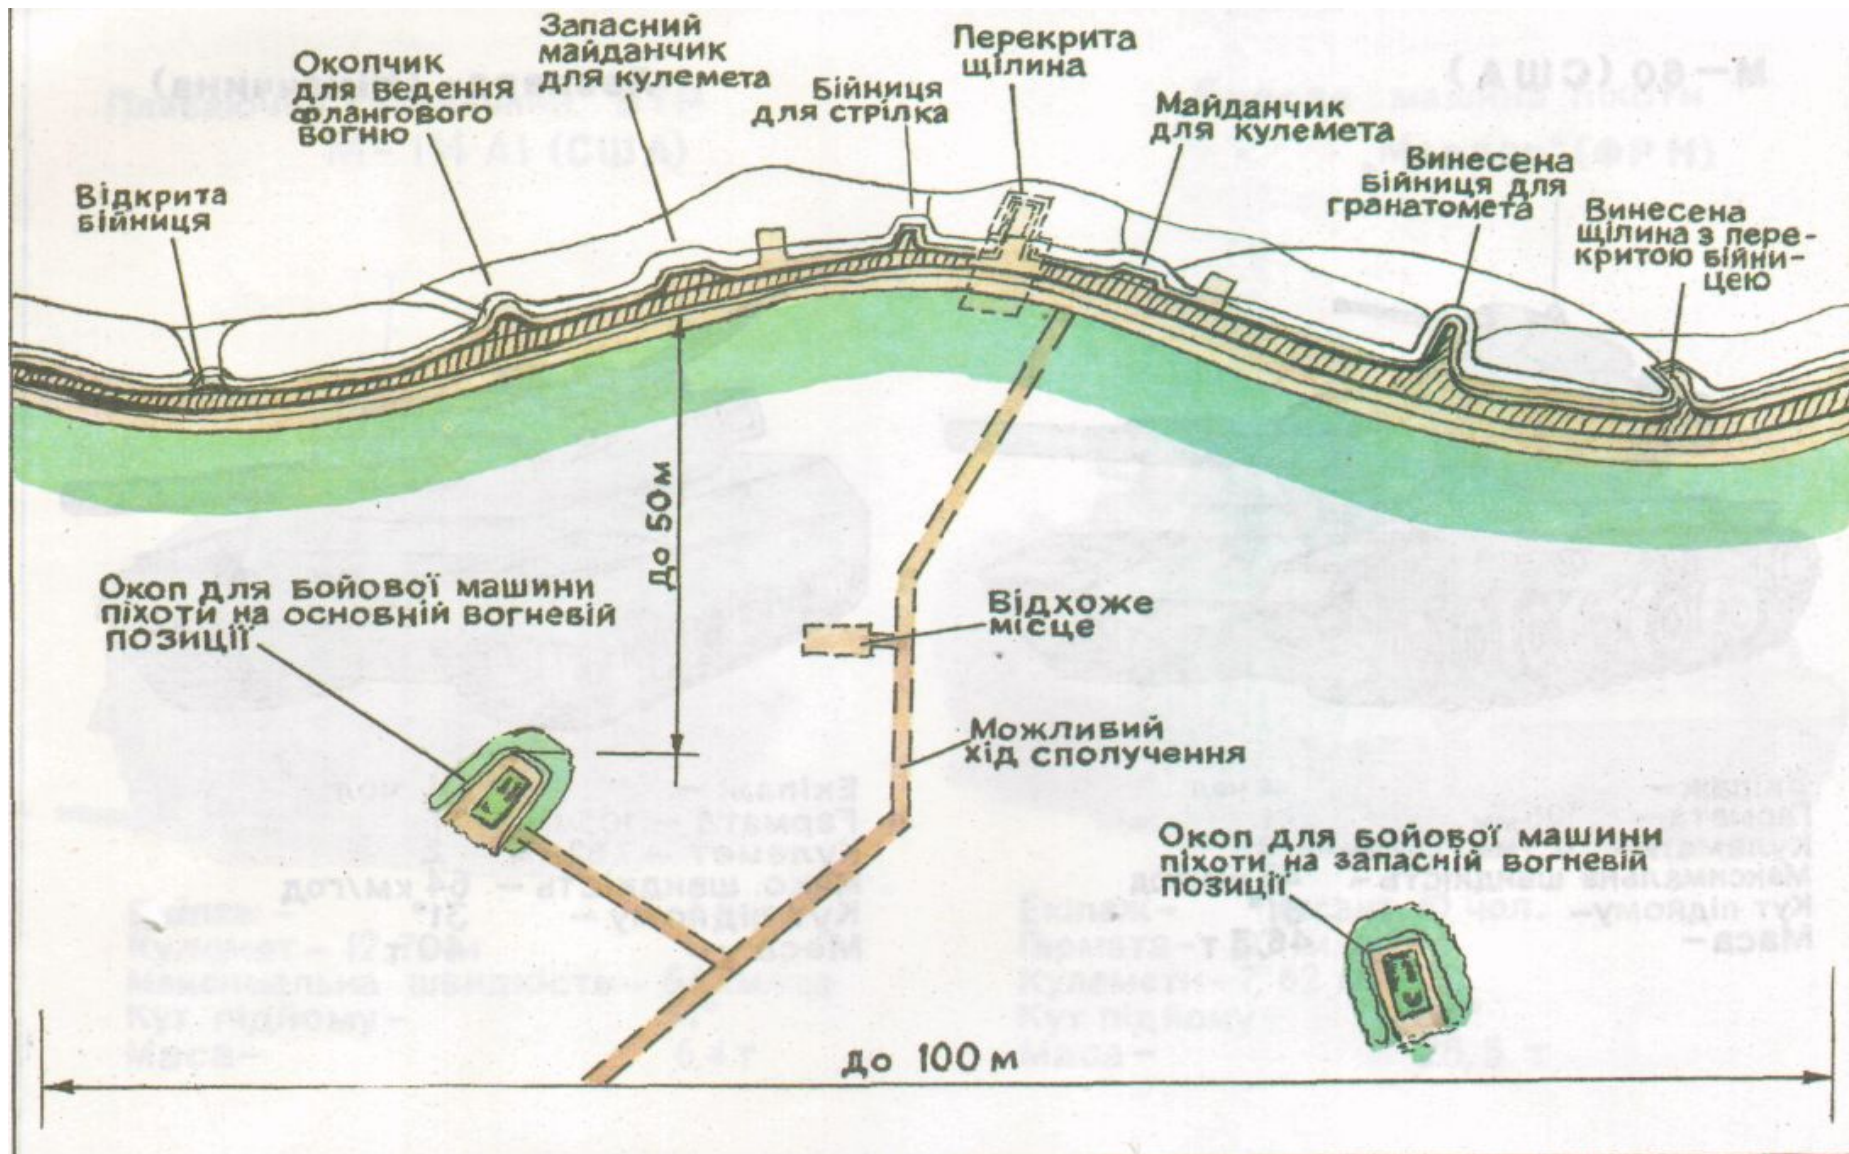 Окопчик
для ведення
флангового
вогню
Запасний
майданчик
для кулемета
Бійниця
для стрілка
Перекрита
щілина
Майданчик
для кулемета
Винесена
бійниця для
гранатомета
Винесена
щілина з пере-
критою бійни-
цею
Відкрита
бійниця
До 50м
Окоп для бойової машини
піхоти на основній вогневій
позиції
Відхоже
місце
Можливий
хід сполучення
Окоп для бойової машини
піхоти на запасній вогневій
позиції
До 100 м